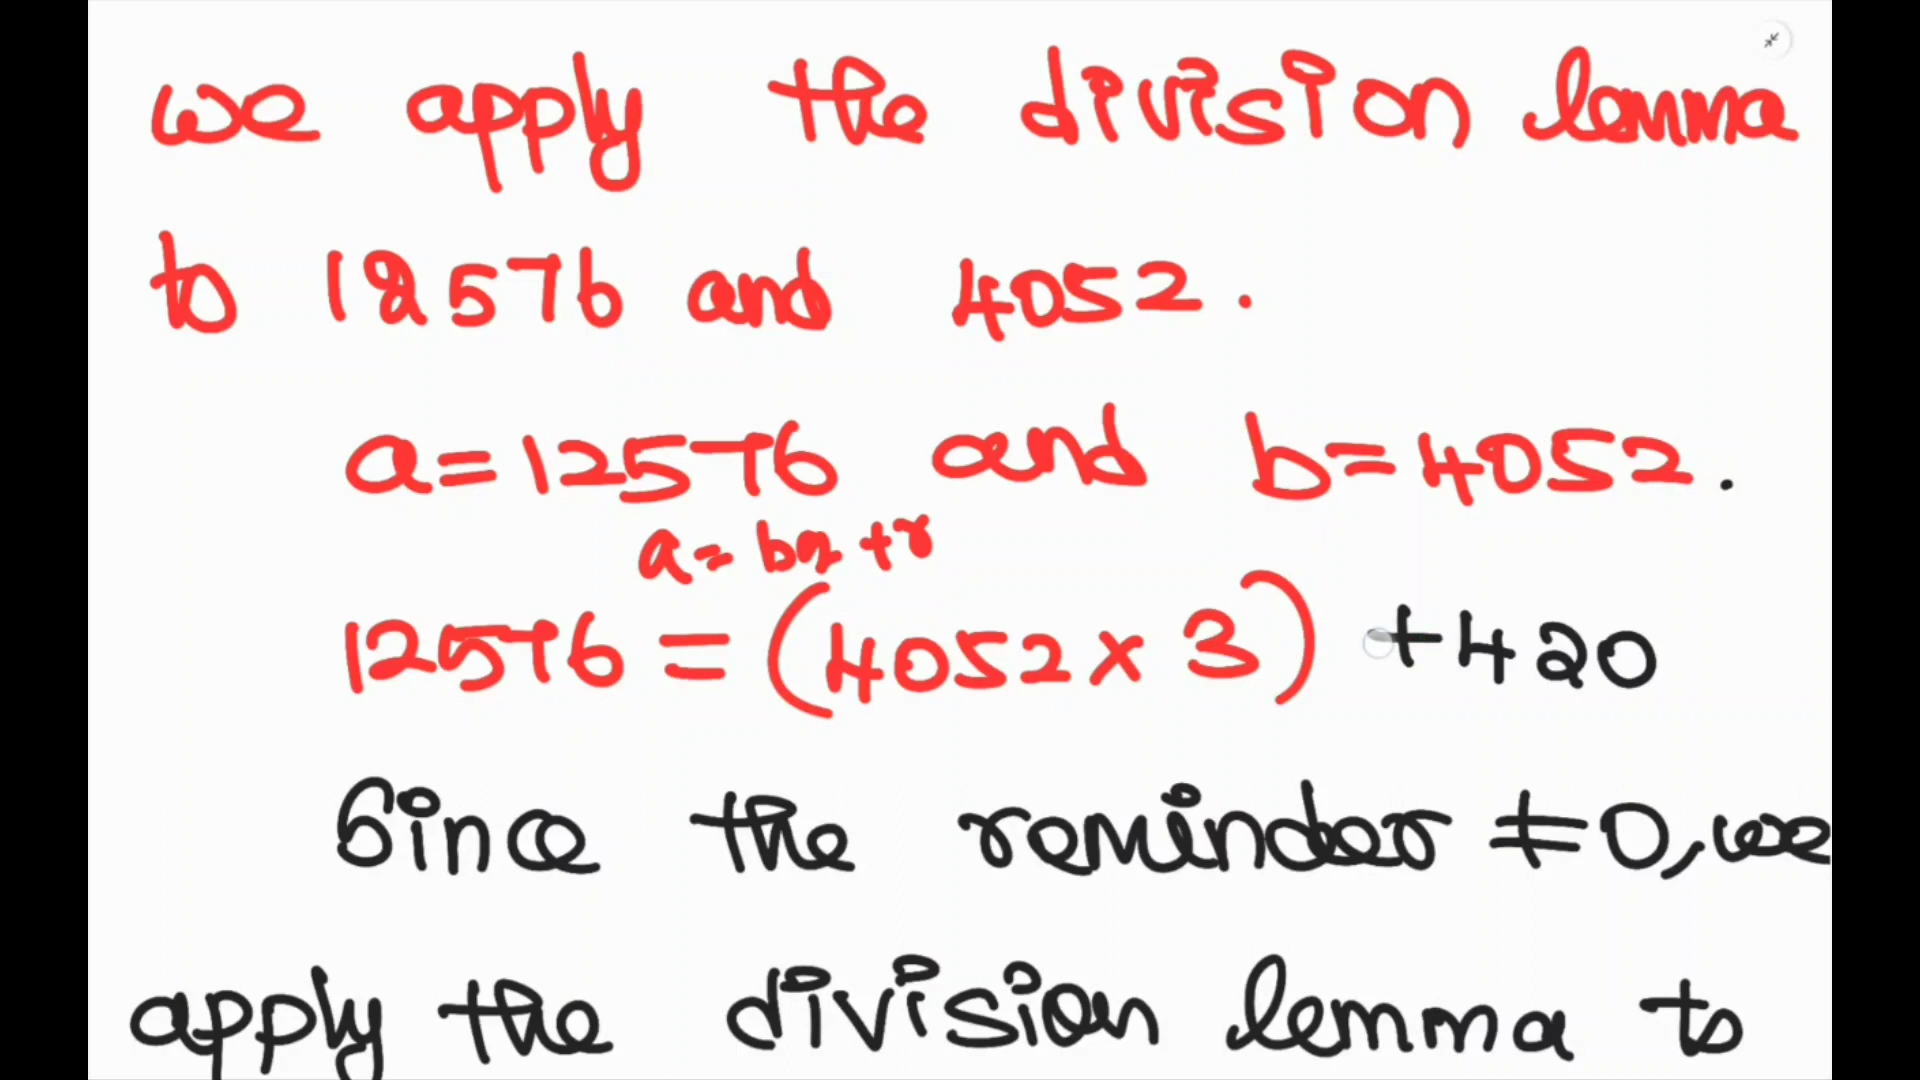 we apply the division lemma
to 12576 and 4052.
a=12576 and b=4052.
a=bq+r
12576=(4052×3)+420
Since the reminder ≠0, we
apply the division lemma to